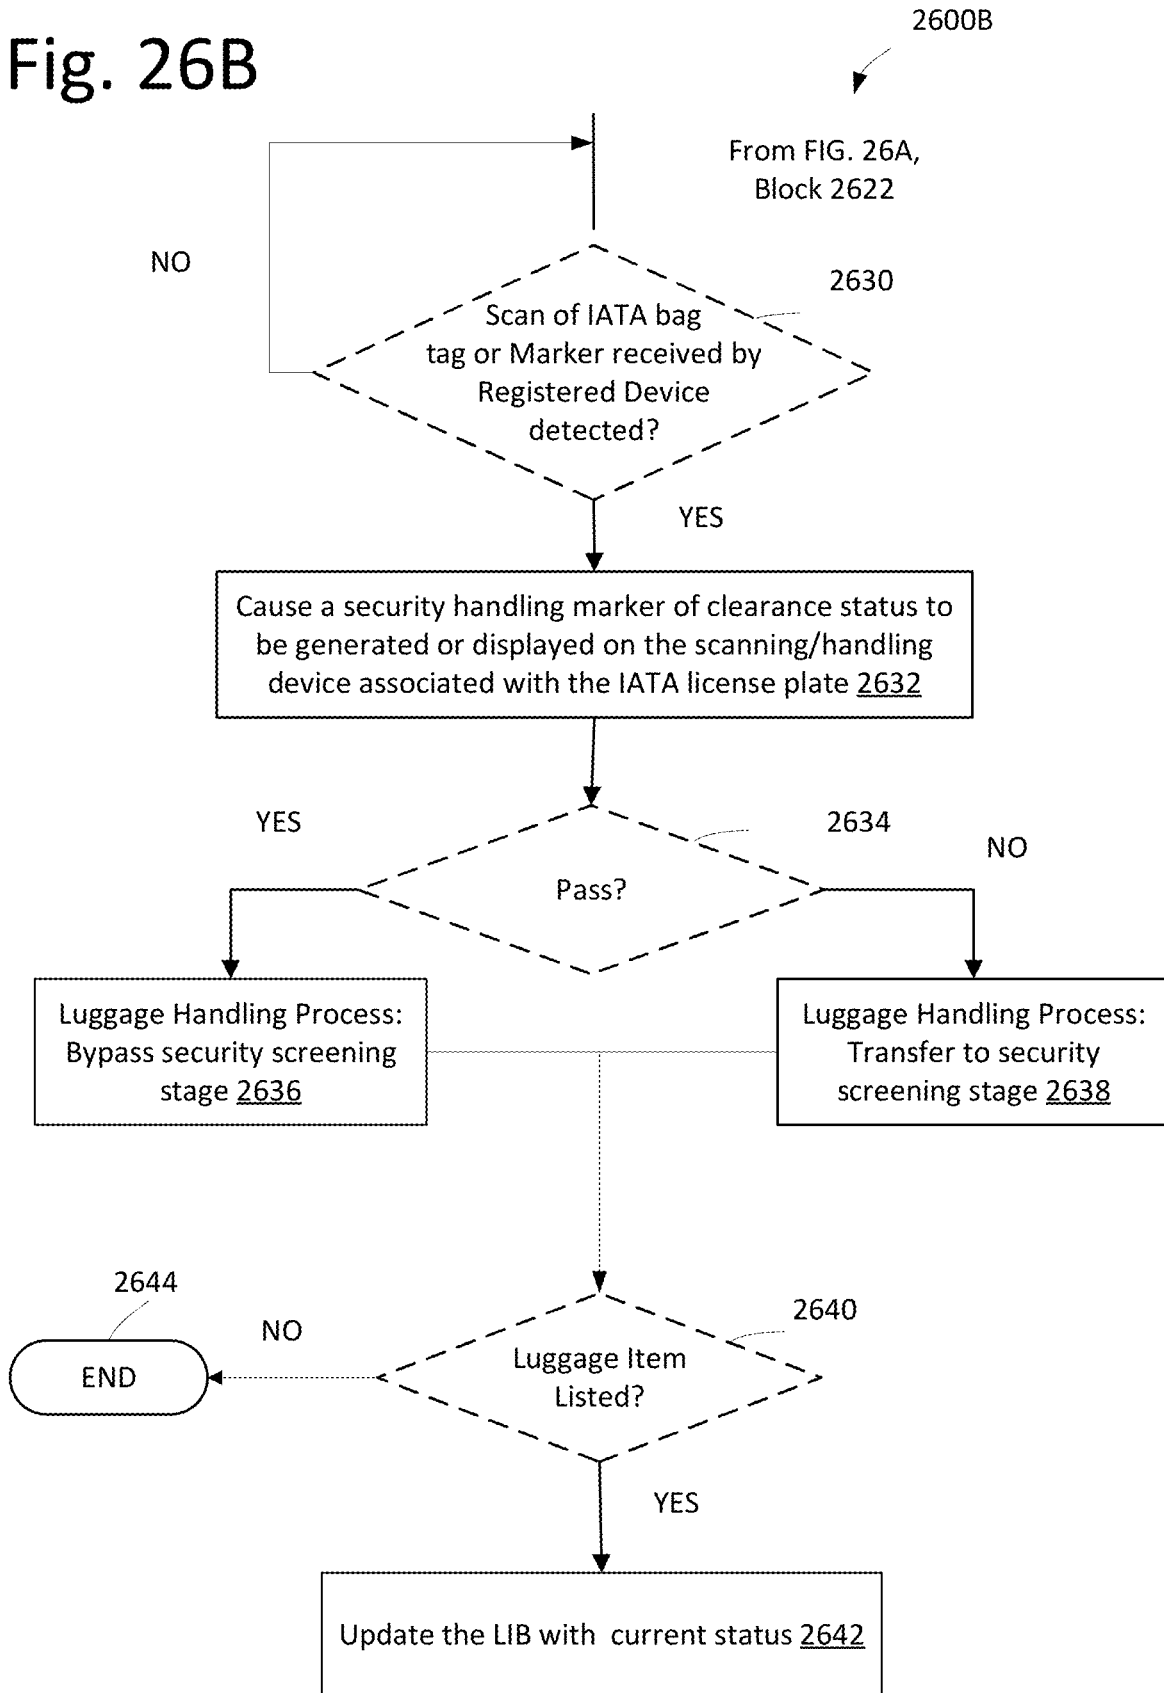 Fig. 26B
2600B
From FIG. 26A,
Block 2622
NO
2630
Scan of IATA bag
tag or Marker received by
Registered Device
detected?
YES
Cause a security handling marker of clearance status to
be generated or displayed on the scanning/handling
device associated with the IATA license plate 2632
YES
2634
NO
Pass?
Luggage Handling Process:
Bypass security screening
stage 2636
Luggage Handling Process:
Transfer to security
screening stage 2638
2644
2640
NO
END
Luggage Item
Listed?
YES
Update the LIB with current status 2642